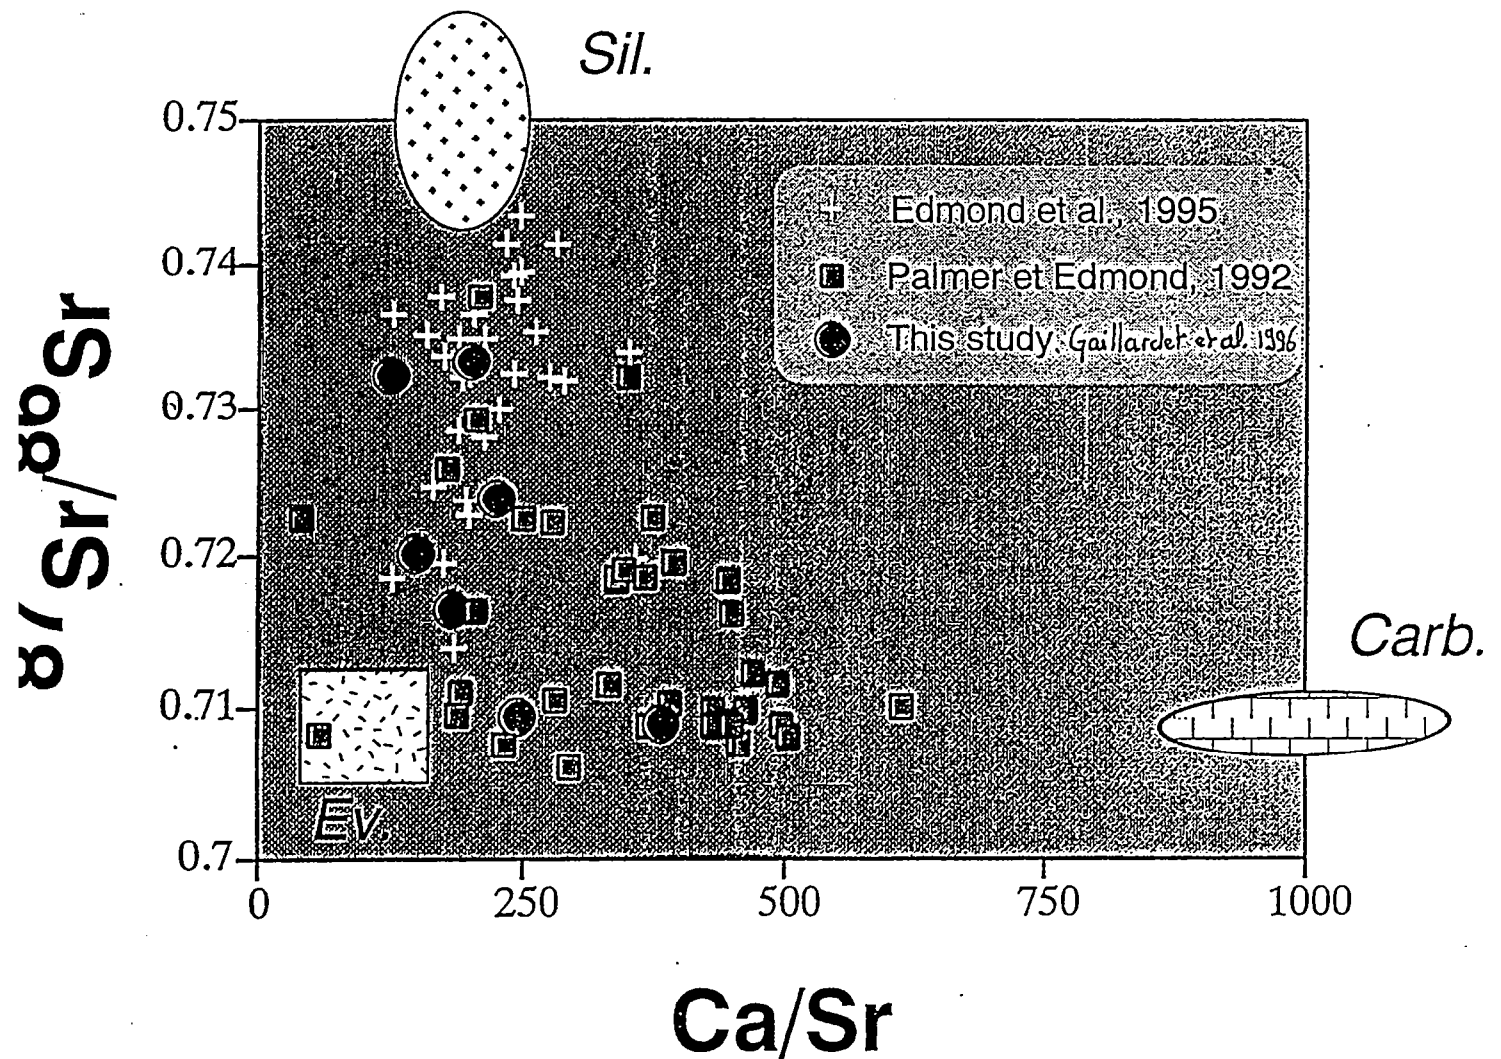 Sil.
0.75
Edmond et al., 1995
0.74
Palmer et Edmond, 1992
This study. Gaillardet et al. 1996
0.73
0.72
Carb.
0.71
Ev.
0.7
0
250
500
750
1000
87Sr/86Sr
Ca/Sr